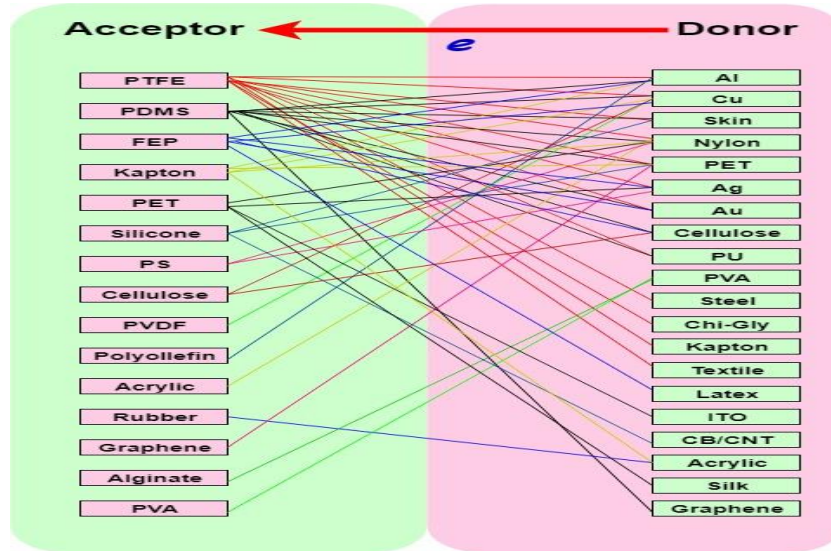 Acceptor
Donor
e
PTFE
PDMS
FEP
Kapton
PET
Silicone
PS
Cellulose
PVDF
Polyollefin
Acrylic
Rubber
Graphene
Alginate
PVA
Al
Cu
Skin
Nylon
PET
Ag
Au
Cellulose
PU
PVA
Steel
Chi-Gly
Kapton
Textile
Latex
ITO
CB/CNT
Acrylic
Silk
Graphene